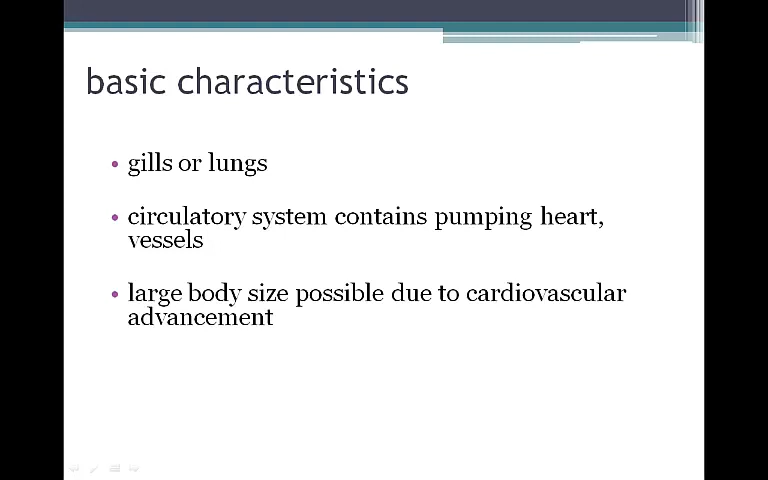 basic characteristics
• gills or lungs
• circulatory system contains pumping heart,
vessels
• large body size possible due to cardiovascular
advancement